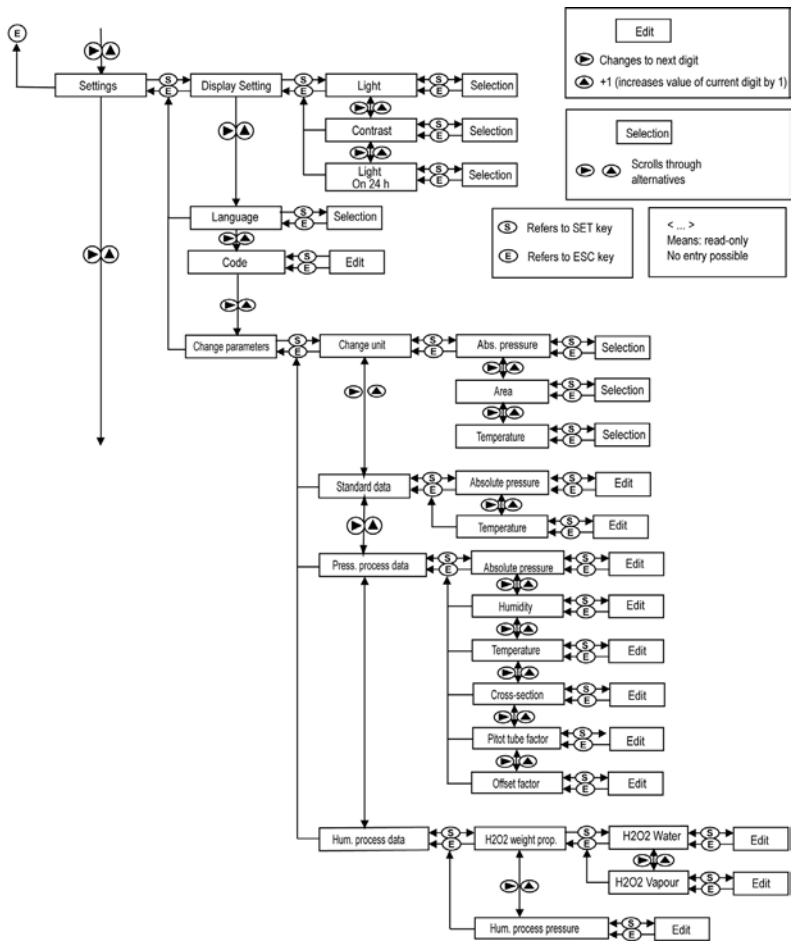 E
Edit
Changes to next digit
+1 (increases value of current digit by 1)
Settings
S
E
Display Setting
S
E
Light
S
E
Selection
Contrast
S
E
Selection
Selection
Scrolls through
alternatives
Light
On 24 h
S
E
Selection
Language
S
E
Selection
S Refers to SET key
E Refers to ESC key
< ... >
Means: read-only
No entry possible
Code
S
E
Edit
Change parameters
S
E
Change unit
S
E
Abs. pressure
S
E
Selection
Area
S
E
Selection
Temperature
S
E
Selection
Standard data
S
E
Absolute pressure
S
E
Edit
Temperature
S
E
Edit
Press. process data
S
E
Absolute pressure
S
E
Edit
Humidity
S
E
Edit
Temperature
S
E
Edit
Cross-section
S
E
Edit
Pitot tube factor
S
E
Edit
Offset factor
S
E
Edit
Hum. process data
S
E
H2O2 weight prop.
S
E
H2O2 Water
S
E
Edit
H2O2 Vapour
S
E
Edit
Hum. process pressure
S
E
Edit